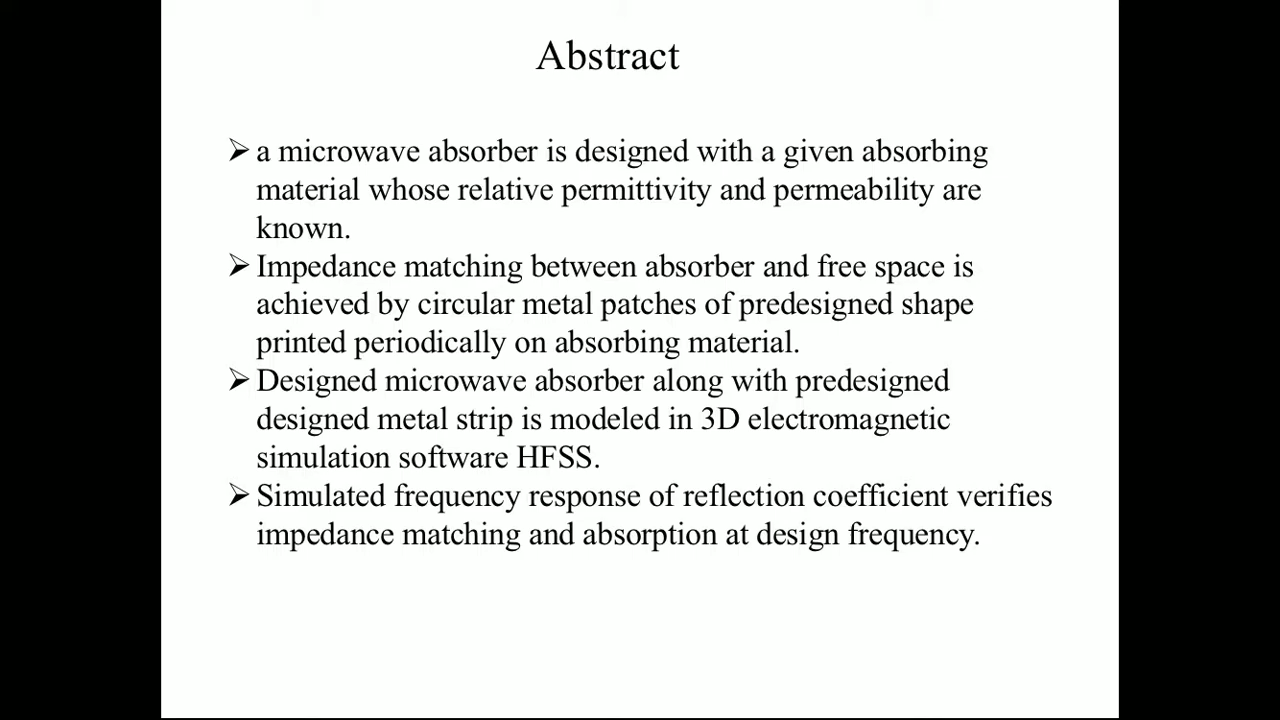 Abstract
➢ a microwave absorber is designed with a given absorbing
material whose relative permittivity and permeability are
known.
➢ Impedance matching between absorber and free space is
achieved by circular metal patches of predesigned shape
printed periodically on absorbing material.
➢ Designed microwave absorber along with predesigned
designed metal strip is modeled in 3D electromagnetic
simulation software HFSS.
➢ Simulated frequency response of reflection coefficient verifies
impedance matching and absorption at design frequency.